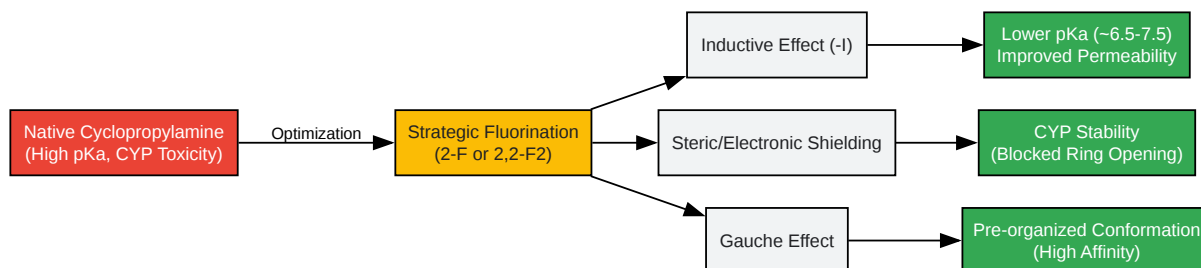 Native Cyclopropylamine
(High pKa, CYP Toxicity)
Optimization
Strategic Fluorination
(2-F or 2,2-F2)
Inductive Effect (-I)
Lower pKa (~6.5-7.5)
Improved Permeability
Steric/Electronic Shielding
CYP Stability
(Blocked Ring Opening)
Gauche Effect
Pre-organized Conformation
(High Affinity)